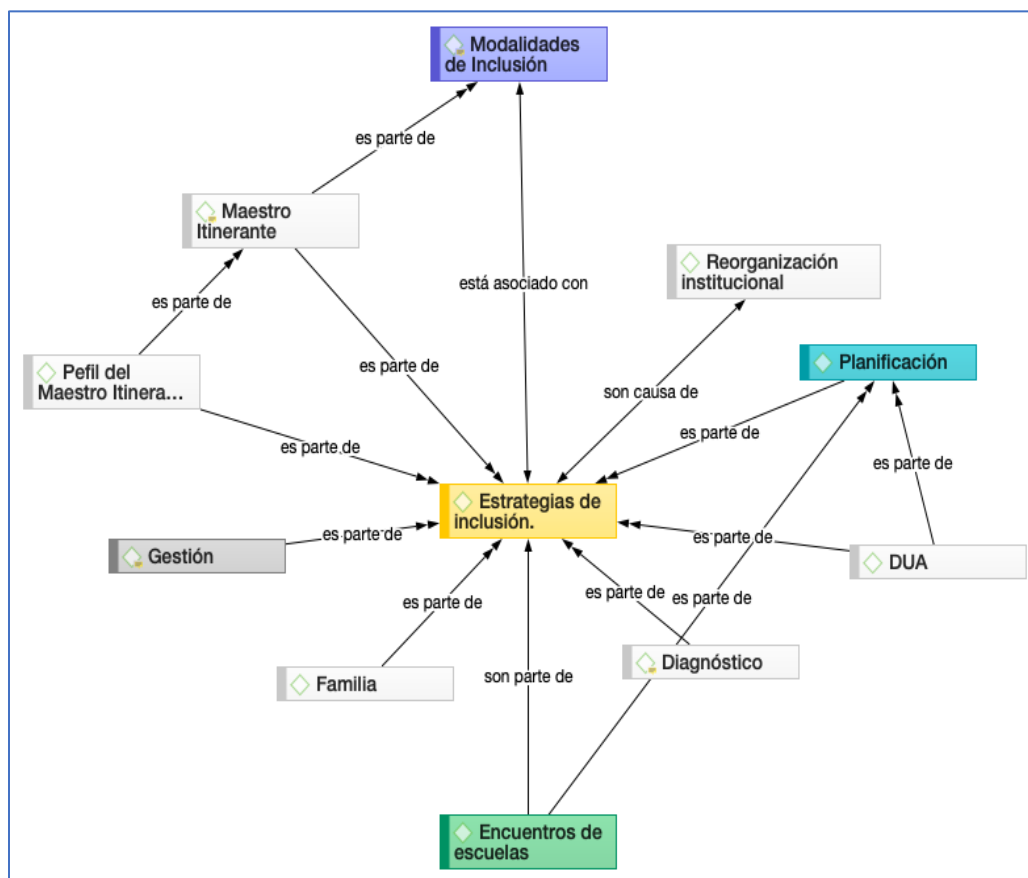 Modalidades
de Inclusión
es parte de
Maestro
Itinerante
Reorganización
institucional
está asociado con
es parte de
Pefil del
Maestro Itinera...
es parte de
Planificación
son causa de
es parte de
es parte de
es parte de
Estrategias de
inclusión.
es parte de
Gestión
es parte de
DUA
es parte de
es parte de
es parte de
Diagnóstico
Familia
son parte de
Encuentros de
escuelas